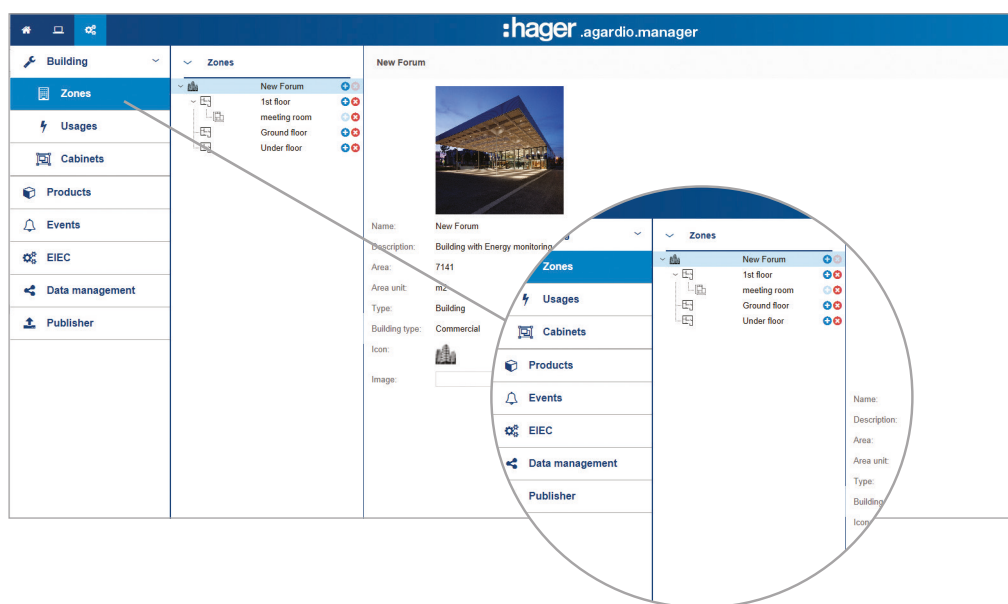 :hager .agardio.manager
Building
Zones
Usages
Cabinets
Products
Events
EIEC
Data management
Publisher
Zones
New Forum
1st floor
meeting room
Ground floor
Under floor
New Forum
Name: New Forum
Description: Building with Energy monitoring
Area: 7141
Area unit: m2
Type: Building
Building type: Commercial
Icon:
Image:
Zones
Usages
Cabinets
Products
Events
EIEC
Data management
Publisher
Zones
New Forum
1st floor
meeting room
Ground floor
Under floor
Name:
Description:
Area:
Area unit:
Type:
Building
Icon